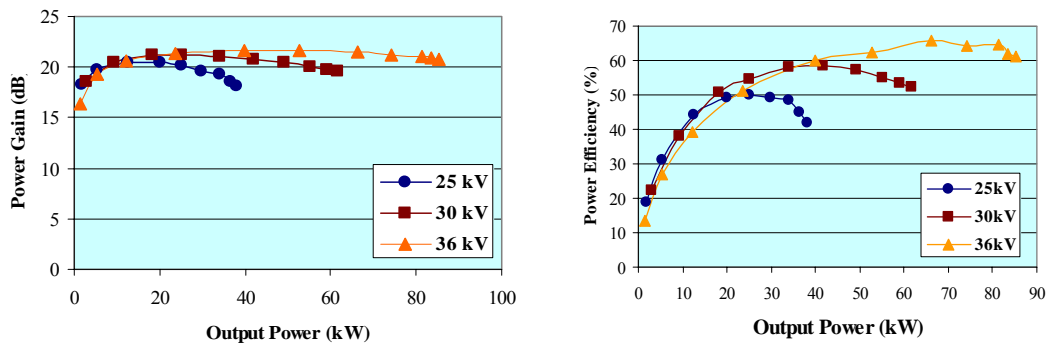 25
20
15
10
5
0
0 20 40 60 80 100
Power Gain (dB)
Output Power (kW)
25 kV
30 kV
36 kV
70
60
50
40
30
20
10
0
0 10 20 30 40 50 60 70 80 90
Power Efficiency (%)
Output Power (kW)
25kV
30kV
36kV